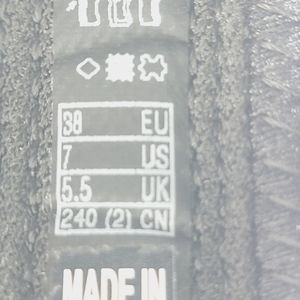 38 EU
7 US
5.5 UK
240 (2) CN
MADE IN